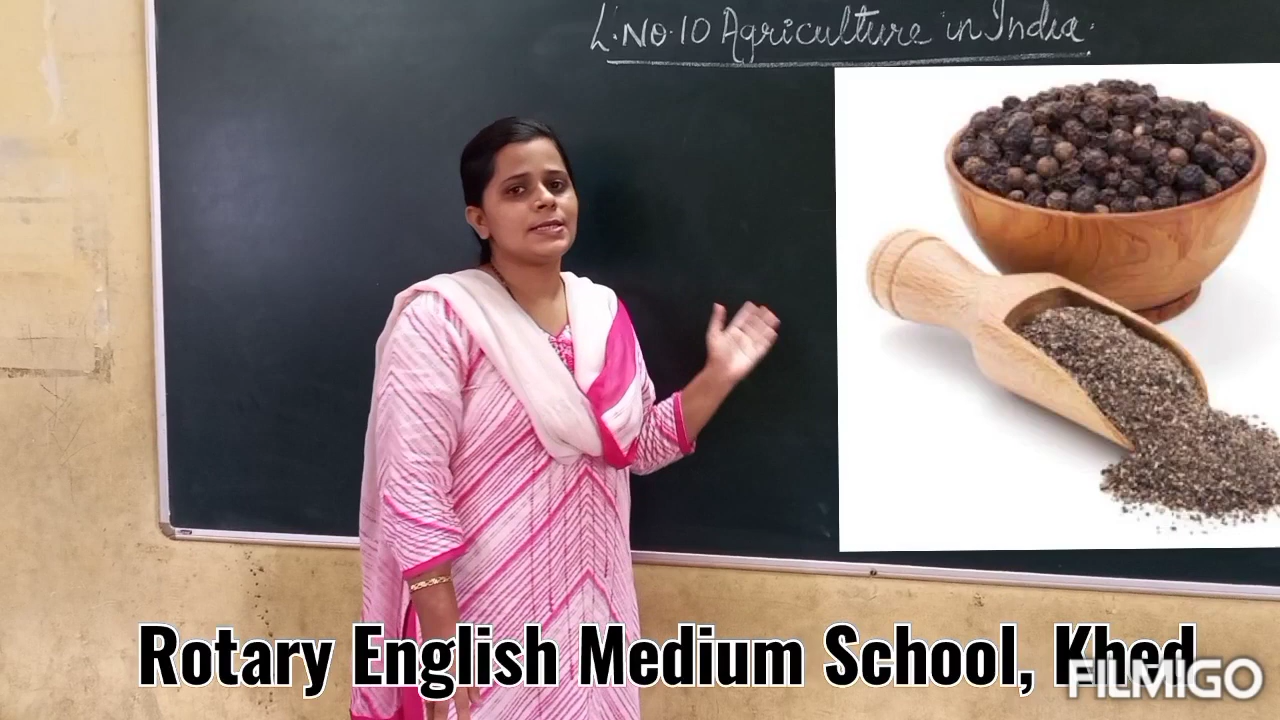 L.No.10 Agriculture in India.
Rotary English Medium School, Khed
FILMIGO